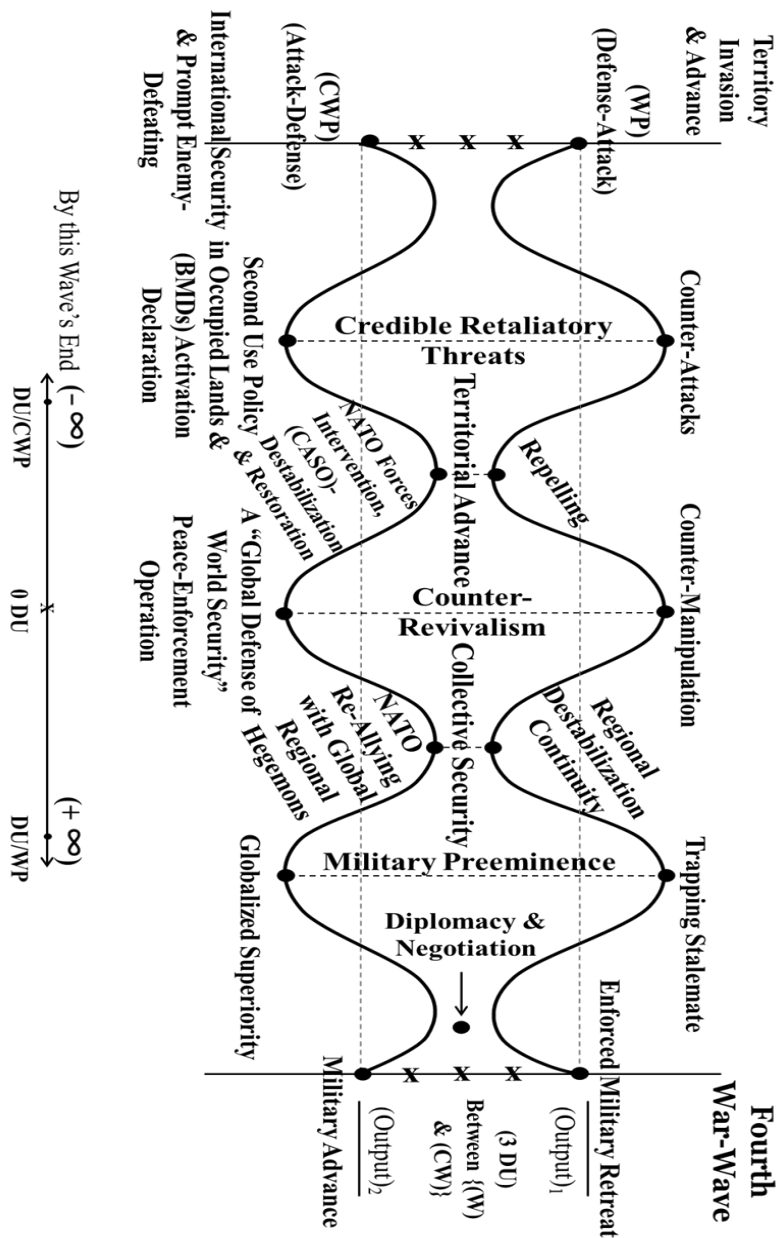 Fourth
War-Wave
Territory
Invasion
& Advance
(WP)
(Defense-Attack)
(CWP)
(Attack-Defense)
International Security
& Prompt Enemy-
Defeating
Counter-Attacks
Counter-Manipulation
Trapping Stalemate
Enforced Military Retreat
(Output)₁
(3 DU)
Between {(W)
& (CW)}
(Output)₂
Military Advance
Repelling
Regional
Destabilization
Continuity
Credible Retaliatory
Threats
Territorial Advance
Counter-
Revivalism
Collective Security
Military Preeminence
Diplomacy &
Negotiation
NATO Forces
Intervention,
(CASO)-
Destabilization
& Restoration
NATO
Re-Allying
with Global
Regional
Hegemons
Second Use Policy
in Occupied Lands &
(BMDs) Activation
Declaration
A “Global Defense of
World Security”
Peace-Enforcement
Operation
Globalized Superiority
x x x
x x x
By this Wave’s End
(− ∞)
(+ ∞)
x
DU/CWP
0 DU
DU/WP